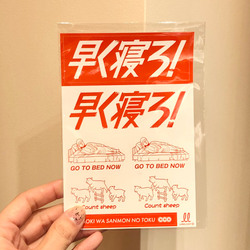 早く寝ろ!
早く寝ろ!
GO TO BED NOW GO TO BED NOW
Count sheep Count sheep
OKI WA SANMON NO TOKU